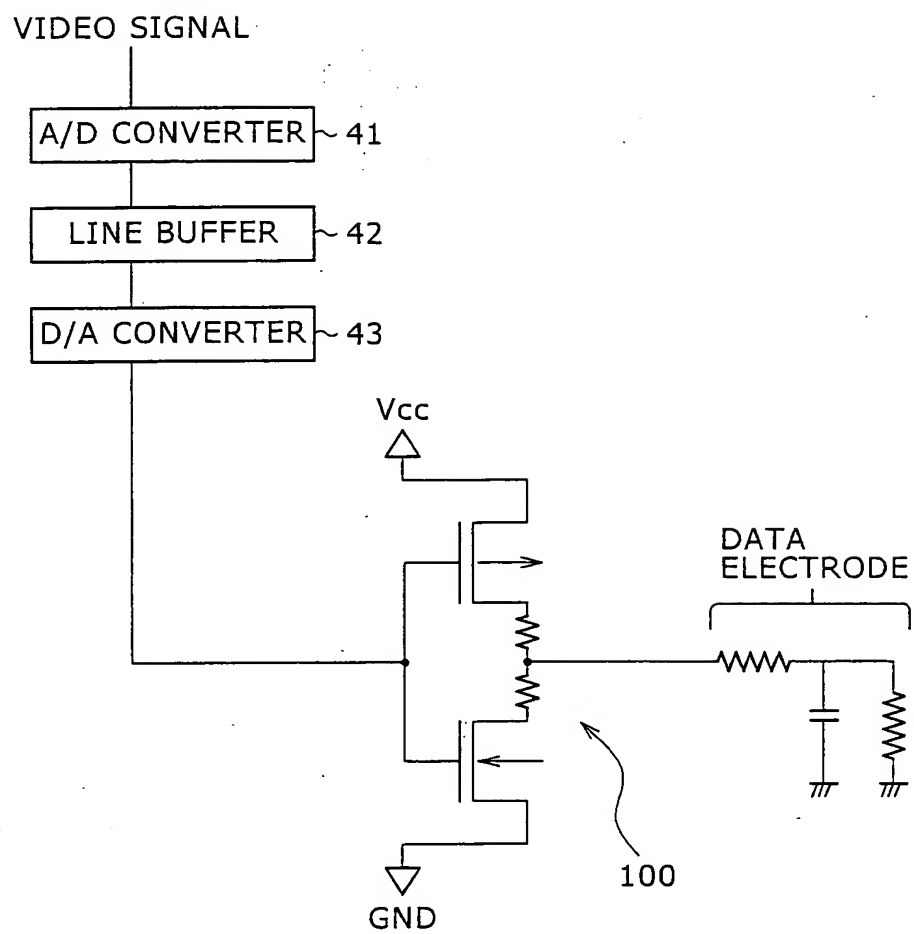 VIDEO SIGNAL
A/D CONVERTER 41
LINE BUFFER 42
D/A CONVERTER 43
Vcc
DATA
ELECTRODE
100
GND